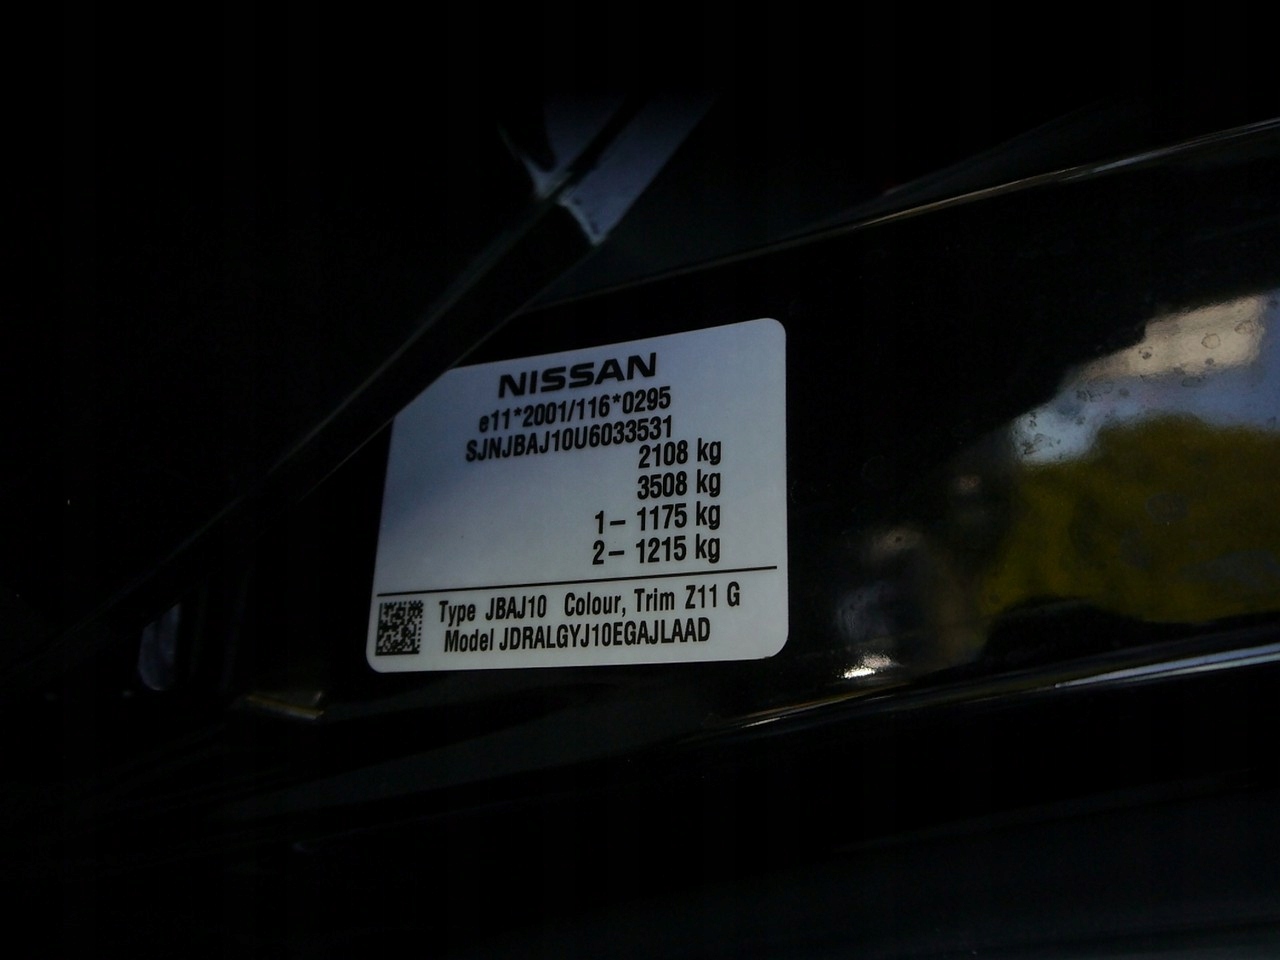 NISSAN
e11*2001/116*0295
SJNJBAJ10U6033531
2108 kg
3508 kg
1– 1175 kg
2– 1215 kg
Type JBAJ10 Colour, Trim Z11 G
Model JDRALGYJ10EGAJLAAD